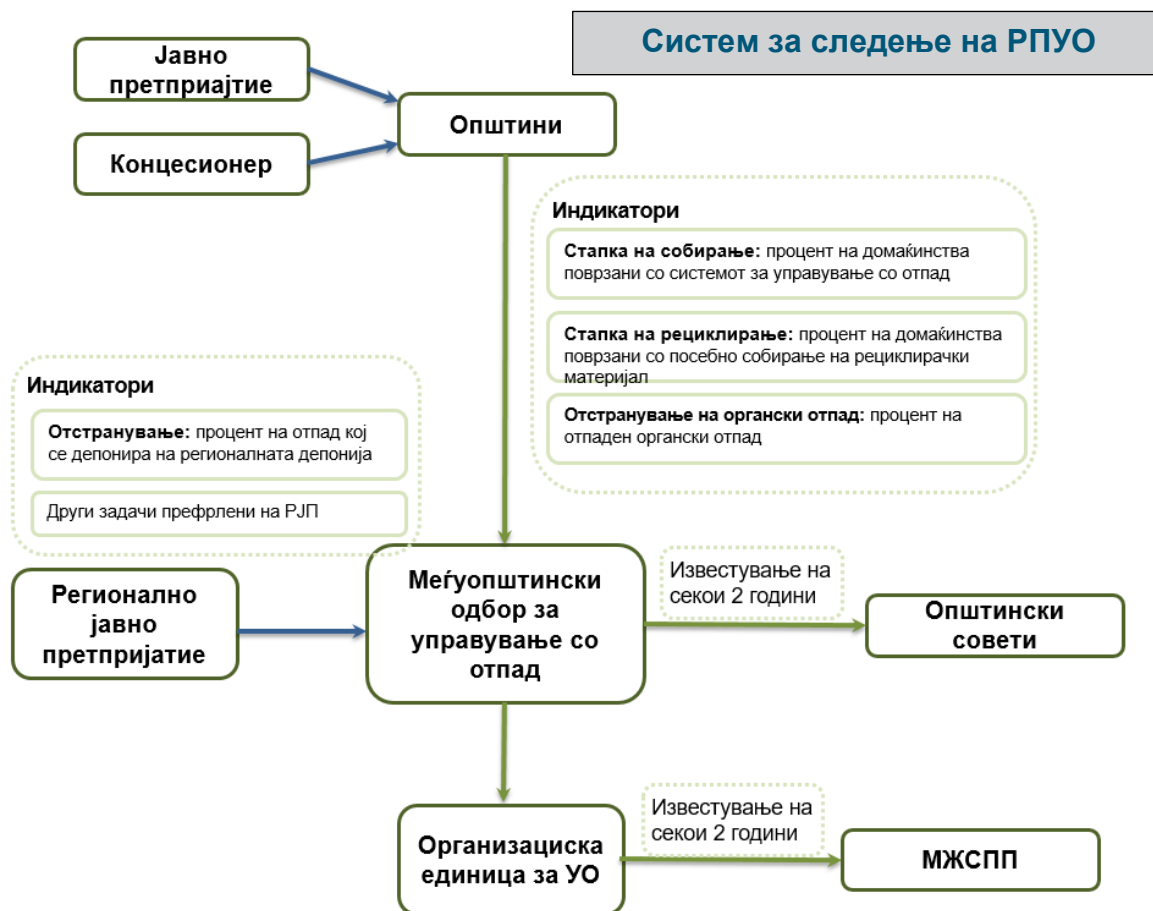 Систем за следење на РПУО
Јавно
претпријатие
Општини
Концесионер
Индикатори
Стапка на собирање: процент на домаќинства
поврзани со системот за управување со отпад
Стапка на рециклирање: процент на домаќинства
поврзани со посебно собирање на рециклирачки
материјал
Отстранување на органски отпад: процент на
отпаден органски отпад
Индикатори
Отстранување: процент на отпад кој
се депонира на регионалната депонија
Други задачи префрлени на РЈП
Регионално
јавно
претпријатие
Меѓуопштински
одбор за
управување со
отпад
Известување на
секои 2 години
Општински
совети
Организациска
единица за УО
Известување на
секои 2 години
МЖСПП